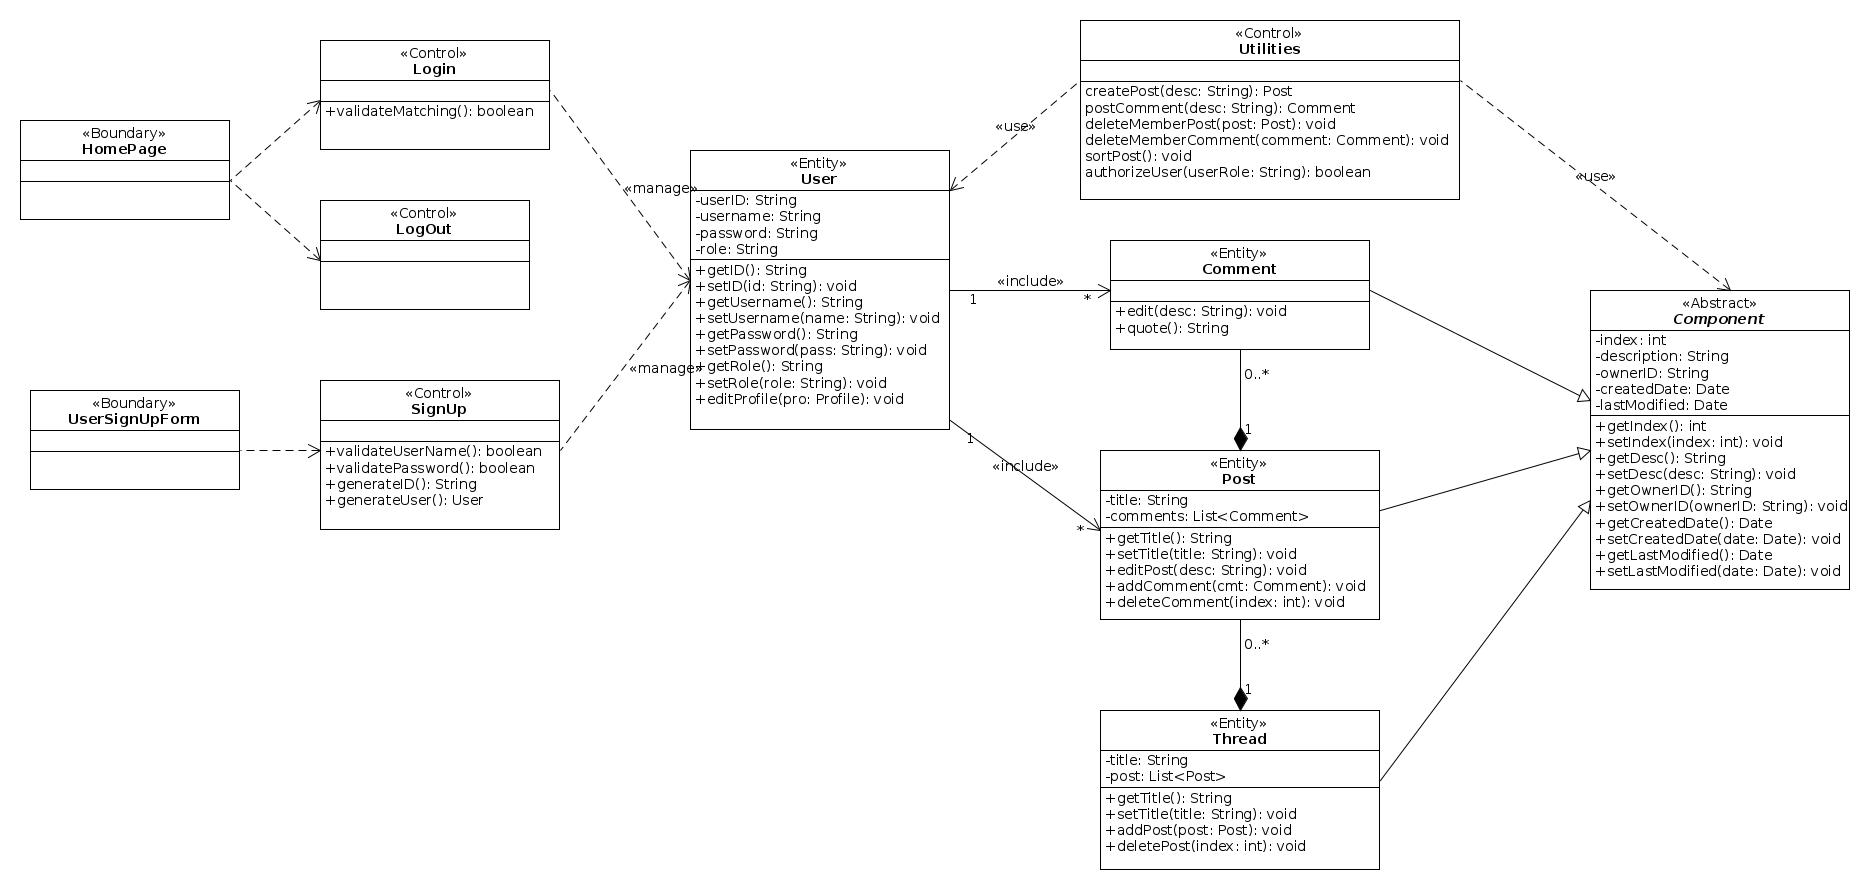 «Boundary»
HomePage
«Control»
Login
+validateMatching(): boolean
«Control»
LogOut
«Boundary»
UserSignUpForm
«Control»
SignUp
+validateUserName(): boolean
+validatePassword(): boolean
+generateID(): String
+generateUser(): User
«manage»
«manage»
«Entity»
User
-userID: String
-username: String
-password: String
-role: String
+getID(): String
+setID(id: String): void
+getUsername(): String
+setUsername(name: String): void
+getPassword(): String
+setPassword(pass: String): void
+getRole(): String
+setRole(role: String): void
+editProfile(pro: Profile): void
«use»
«Control»
Utilities
createPost(desc: String): Post
postComment(desc: String): Comment
deleteMemberPost(post: Post): void
deleteMemberComment(comment: Comment): void
sortPost(): void
authorizeUser(userRole: String): boolean
«use»
«include»
1
*
«Entity»
Comment
+edit(desc: String): void
+quote(): String
0..*
1
1
«include»
*
«Entity»
Post
-title: String
-comments: List<Comment>
+getTitle(): String
+setTitle(title: String): void
+editPost(desc: String): void
+addComment(cmt: Comment): void
+deleteComment(index: int): void
0..*
1
«Entity»
Thread
-title: String
-post: List<Post>
+getTitle(): String
+setTitle(title: String): void
+addPost(post: Post): void
+deletePost(index: int): void
«Abstract»
Component
-index: int
-description: String
-ownerID: String
-createdDate: Date
-lastModified: Date
+getIndex(): int
+setIndex(index: int): void
+getDesc(): String
+setDesc(desc: String): void
+getOwnerID(): String
+setOwnerID(ownerID: String): void
+getCreatedDate(): Date
+setCreatedDate(date: Date): void
+getLastModified(): Date
+setLastModified(date: Date): void